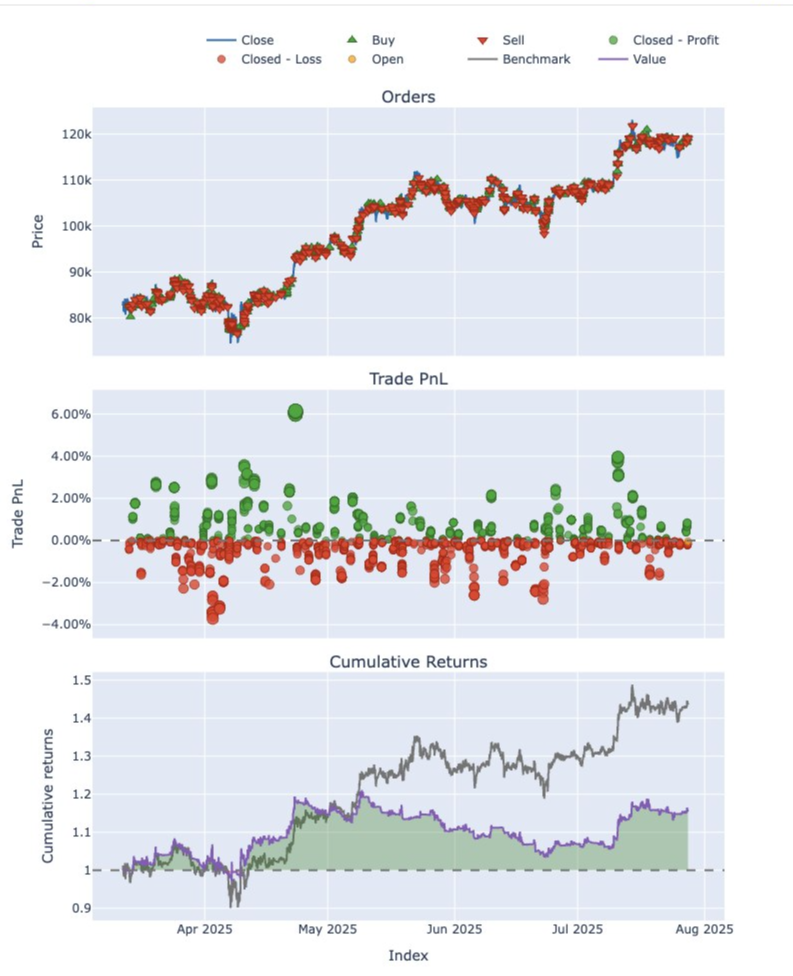 Close Buy Sell Closed - Profit
Closed - Loss Open Benchmark Value
Orders
120k
110k
100k
90k
80k
Price
Trade PnL
6.00%
4.00%
2.00%
0.00%
−2.00%
−4.00%
Trade PnL
Cumulative Returns
1.5
1.4
1.3
1.2
1.1
1
0.9
Cumulative returns
Apr 2025 May 2025 Jun 2025 Jul 2025 Aug 2025
Index